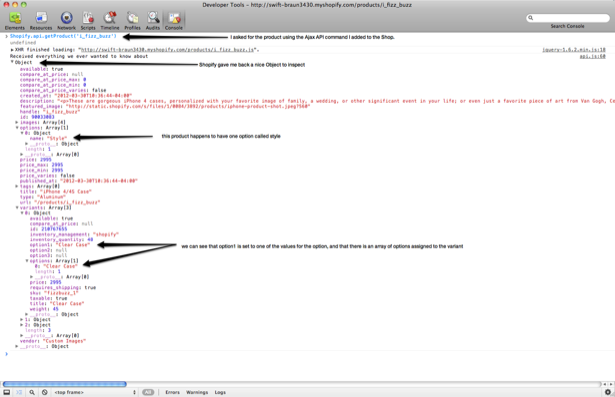 Developer Tools – http://swift-braun3430.myshopify.com/products/i_fizz_buzz
Elements Resources Network Scripts Timeline Profiles Audits Console
Search Console
Shopify.api.getProduct('i_fizz_buzz')
I asked for the product using the Ajax API command I added to the Shop.
undefined
XHR finished loading: "http://swift-braun3430.myshopify.com/products/i_fizz_buzz.js".
jquery-1.6.2.min.js:18
Received everything we ever wanted to know about
api.js:60
Object
Shopify gave me back a nice Object to inspect
available: true
compare_at_price: null
compare_at_price_max: 0
compare_at_price_min: 0
compare_at_price_varies: false
created_at: "2012-03-30T10:36:44-04:00"
description: "<p>These are gorgeous iPhone 4 cases, personalized with your favorite image of family, a wedding, or other significant event in your life; or even just a favorite piece of art from Van Gogh, Ce
featured_image: "http://static.shopify.com/s/files/1/0084/3092/products/iphone-product-shot.jpeg?560"
handle: "i_fizz_buzz"
id: 90033083
images: Array[4]
options: Array[1]
0: Object
name: "Style"
this product happens to have one option called style
__proto__: Object
length: 1
__proto__: Array[0]
price: 2995
price_max: 2995
price_min: 2995
price_varies: false
published_at: "2012-03-30T10:36:44-04:00"
tags: Array[0]
title: "iPhone 4/4S Case"
type: "Aluminum"
url: "/products/i_fizz_buzz"
variants: Array[3]
0: Object
available: true
compare_at_price: null
id: 210767655
inventory_management: "shopify"
inventory_quantity: 48
option1: "Clear Case"
we can see that option1 is set to one of the values for the option, and that there is an array of options assigned to the variant
option2: null
option3: null
options: Array[1]
0: "Clear Case"
length: 1
__proto__: Array[0]
price: 2995
requires_shipping: true
sku: "fizzbuzz_1"
taxable: true
title: "Clear Case"
weight: 45
__proto__: Object
1: Object
2: Object
length: 3
__proto__: Array[0]
vendor: "Custom Images"
__proto__: Object
<top frame> All Errors Warnings Logs